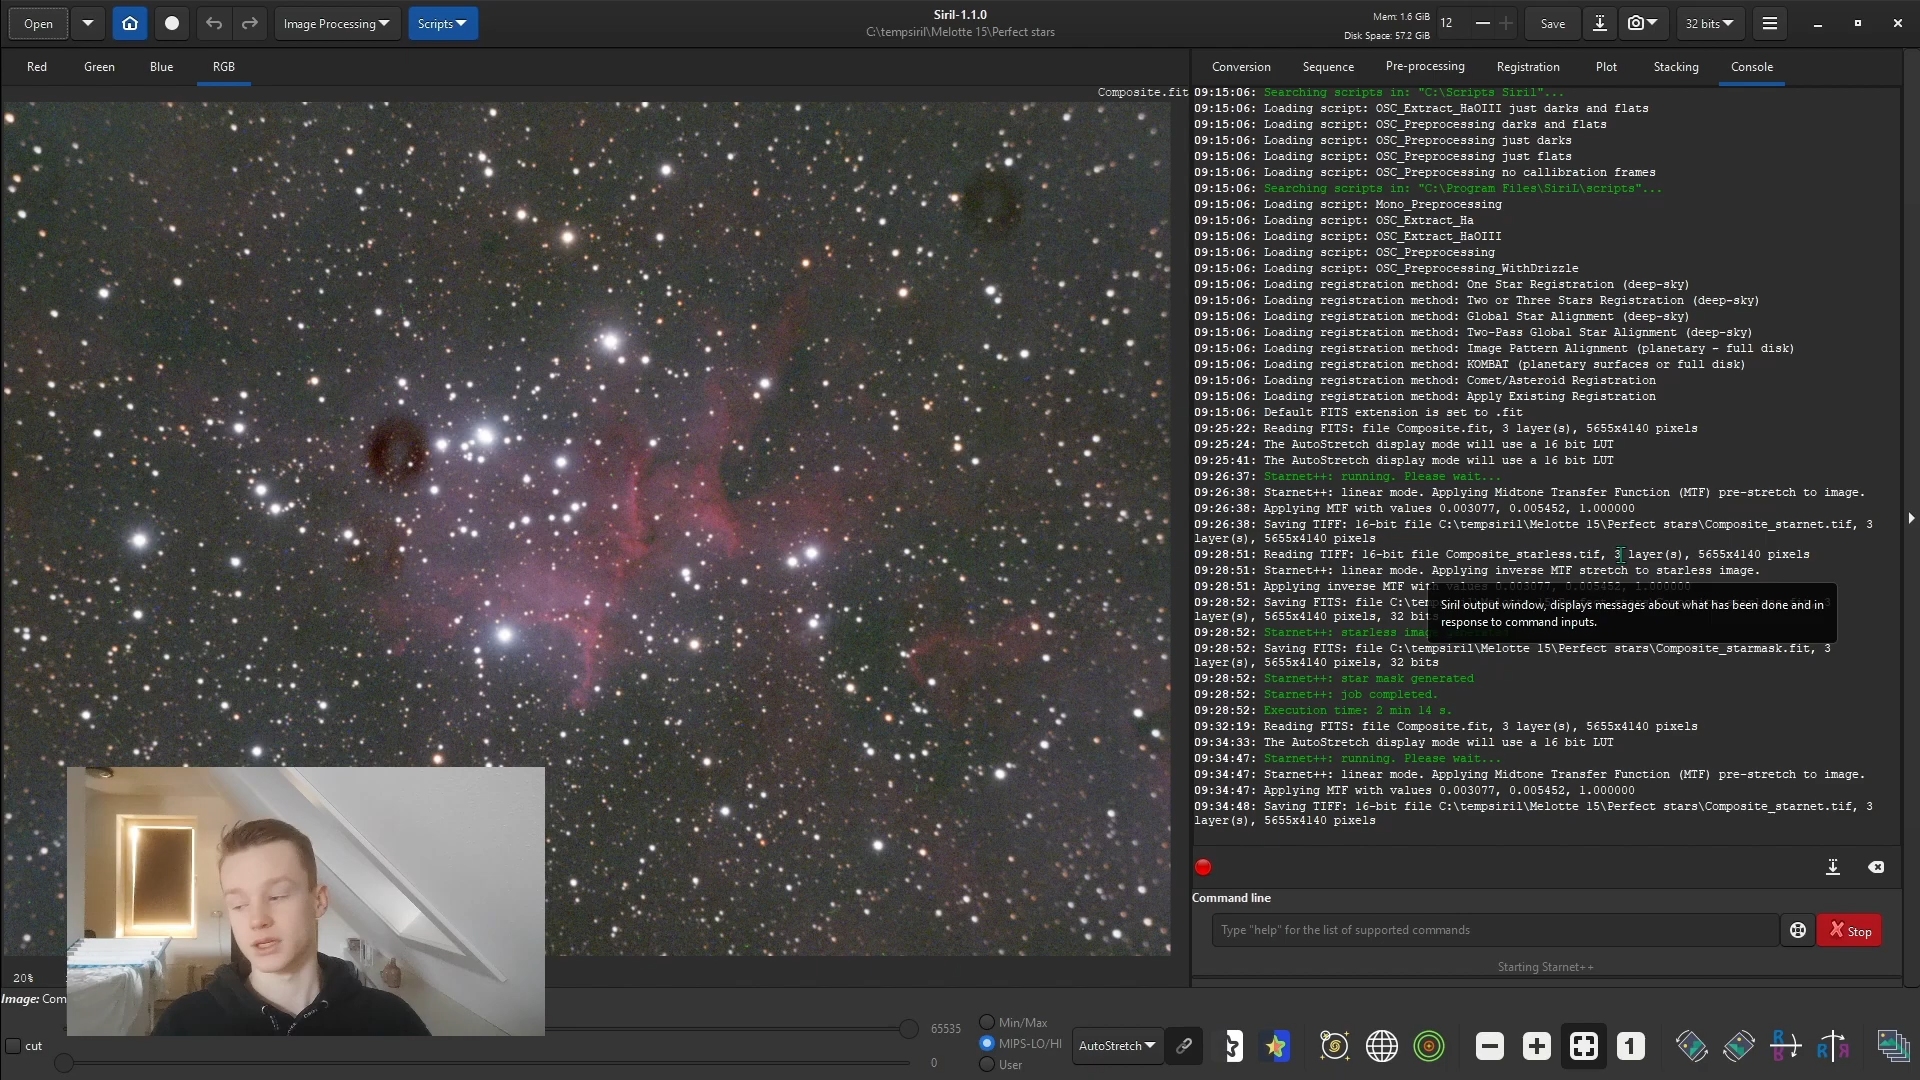 Open
Image Processing
Scripts
Siril-1.1.0
C:\tempsiril\Melotte 15\Perfect stars
Mem: 1.6 GiB
Disk Space: 57.2 GiB
12
Save
32 bits
Red
Green
Blue
RGB
Composite.fit
Conversion
Sequence
Pre-processing
Registration
Plot
Stacking
Console
09:15:06: Searching scripts in: "C:\Scripts Siril"...
09:15:06: Loading script: OSC_Extract_HaOIII just darks and flats
09:15:06: Loading script: OSC_Preprocessing darks and flats
09:15:06: Loading script: OSC_Preprocessing just darks
09:15:06: Loading script: OSC_Preprocessing just flats
09:15:06: Loading script: OSC_Preprocessing no callibration frames
09:15:06: Searching scripts in: "C:\Program Files\SiriL\scripts"...
09:15:06: Loading script: Mono_Preprocessing
09:15:06: Loading script: OSC_Extract_Ha
09:15:06: Loading script: OSC_Extract_HaOIII
09:15:06: Loading script: OSC_Preprocessing
09:15:06: Loading script: OSC_Preprocessing_WithDrizzle
09:15:06: Loading registration method: One Star Registration (deep-sky)
09:15:06: Loading registration method: Two or Three Stars Registration (deep-sky)
09:15:06: Loading registration method: Global Star Alignment (deep-sky)
09:15:06: Loading registration method: Two-Pass Global Star Alignment (deep-sky)
09:15:06: Loading registration method: Image Pattern Alignment (planetary - full disk)
09:15:06: Loading registration method: KOMBAT (planetary surfaces or full disk)
09:15:06: Loading registration method: Comet/Asteroid Registration
09:15:06: Loading registration method: Apply Existing Registration
09:15:06: Default FITS extension is set to .fit
09:25:22: Reading FITS: file Composite.fit, 3 layer(s), 5655x4140 pixels
09:25:24: The AutoStretch display mode will use a 16 bit LUT
09:25:41: The AutoStretch display mode will use a 16 bit LUT
09:26:37: Starnet++: running. Please wait...
09:26:38: Starnet++: linear mode. Applying Midtone Transfer Function (MTF) pre-stretch to image.
09:26:38: Applying MTF with values 0.003077, 0.005452, 1.000000
09:26:38: Saving TIFF: 16-bit file C:\tempsiril\Melotte 15\Perfect stars\Composite_starnet.tif, 3
layer(s), 5655x4140 pixels
09:28:51: Reading TIFF: 16-bit file Composite_starless.tif, 3 layer(s), 5655x4140 pixels
09:28:51: Starnet++: linear mode. Applying inverse MTF stretch to starless image.
09:28:51: Applying inverse MTF with values 0.003077, 0.005452, 1.000000
09:28:52: Saving FITS: file C:\tem
layer(s), 5655x4140 pixels, 32 bits
09:28:52: Starnet++: starless image
Siril output window, displays messages about what has been done and in
response to command inputs.
09:28:52: Saving FITS: file C:\tempsiril\Melotte 15\Perfect stars\Composite_starmask.fit, 3
layer(s), 5655x4140 pixels, 32 bits
09:28:52: Starnet++: star mask generated
09:28:52: Starnet++: job completed.
09:28:52: Execution time: 2 min 14 s.
09:32:19: Reading FITS: file Composite.fit, 3 layer(s), 5655x4140 pixels
09:34:33: The AutoStretch display mode will use a 16 bit LUT
09:34:47: Starnet++: running. Please wait...
09:34:47: Starnet++: linear mode. Applying Midtone Transfer Function (MTF) pre-stretch to image.
09:34:47: Applying MTF with values 0.003077, 0.005452, 1.000000
09:34:48: Saving TIFF: 16-bit file C:\tempsiril\Melotte 15\Perfect stars\Composite_starnet.tif, 3
layer(s), 5655x4140 pixels
Command line
Type "help" for the list of supported commands
Stop
Starting Starnet++
20%
Image: Com
cut
65535
0
Min/Max
MIPS-LO/HI
User
AutoStretch
1